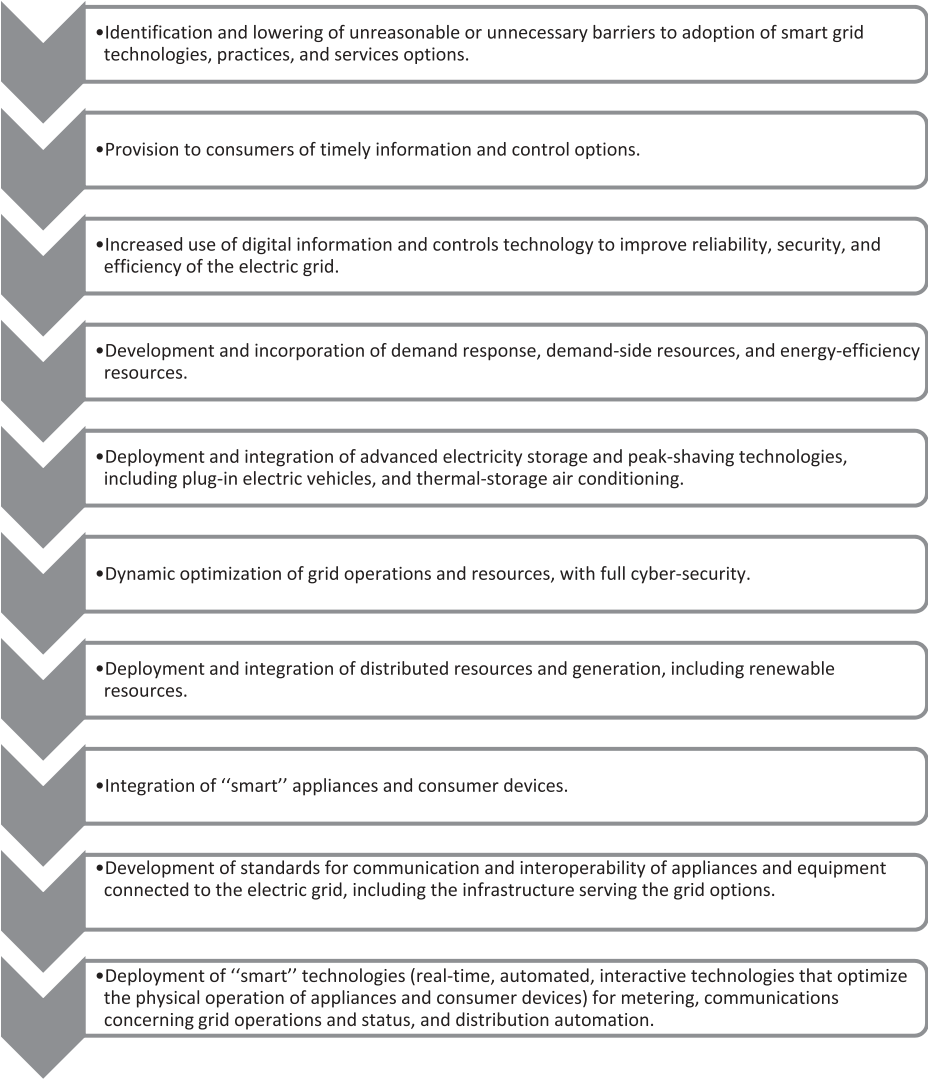 •Identification and lowering of unreasonable or unnecessary barriers to adoption of smart grid
technologies, practices, and services options.
•Provision to consumers of timely information and control options.
•Increased use of digital information and controls technology to improve reliability, security, and
efficiency of the electric grid.
•Development and incorporation of demand response, demand-side resources, and energy-efficiency
resources.
•Deployment and integration of advanced electricity storage and peak-shaving technologies,
including plug-in electric vehicles, and thermal-storage air conditioning.
•Dynamic optimization of grid operations and resources, with full cyber-security.
•Deployment and integration of distributed resources and generation, including renewable
resources.
•Integration of ‘‘smart’’ appliances and consumer devices.
•Development of standards for communication and interoperability of appliances and equipment
connected to the electric grid, including the infrastructure serving the grid options.
•Deployment of ‘‘smart’’ technologies (real-time, automated, interactive technologies that optimize
the physical operation of appliances and consumer devices) for metering, communications
concerning grid operations and status, and distribution automation.